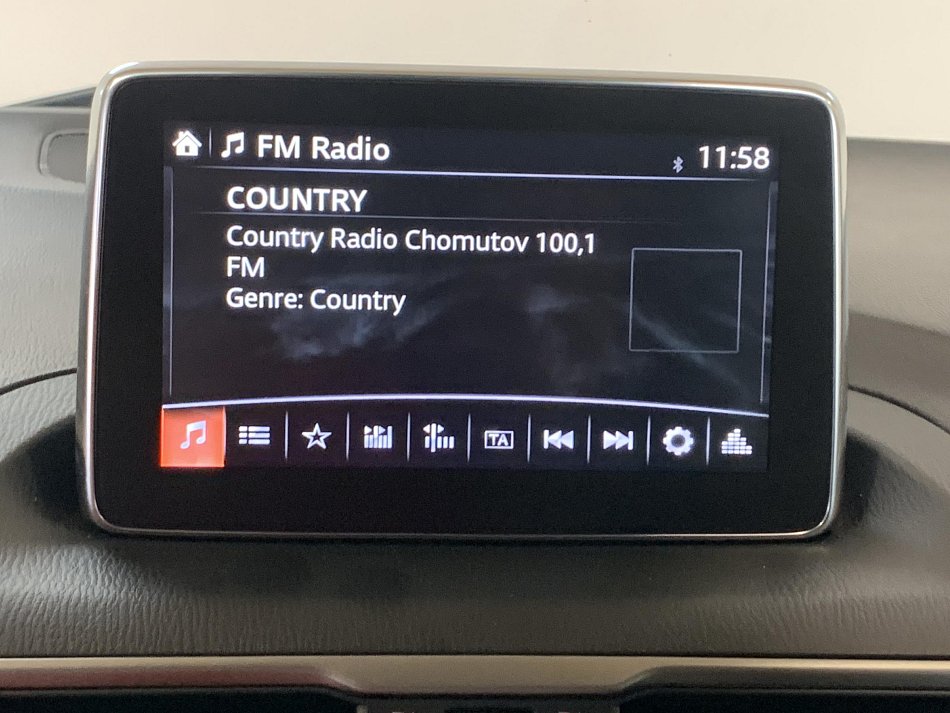 FM Radio
11:58
COUNTRY
Country Radio Chomutov 100,1
FM
Genre: Country
TA